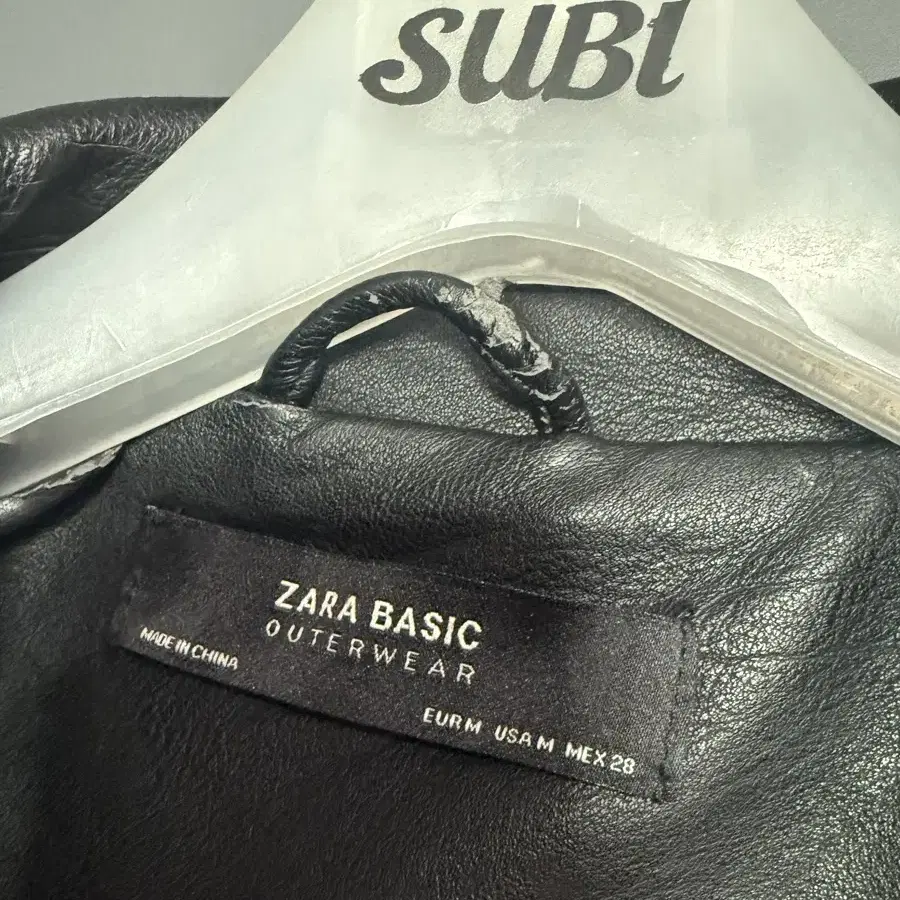 SUBI
ZARA BASIC
OUTERWEAR
MADE IN CHINA
EUR M USA M MEX 28